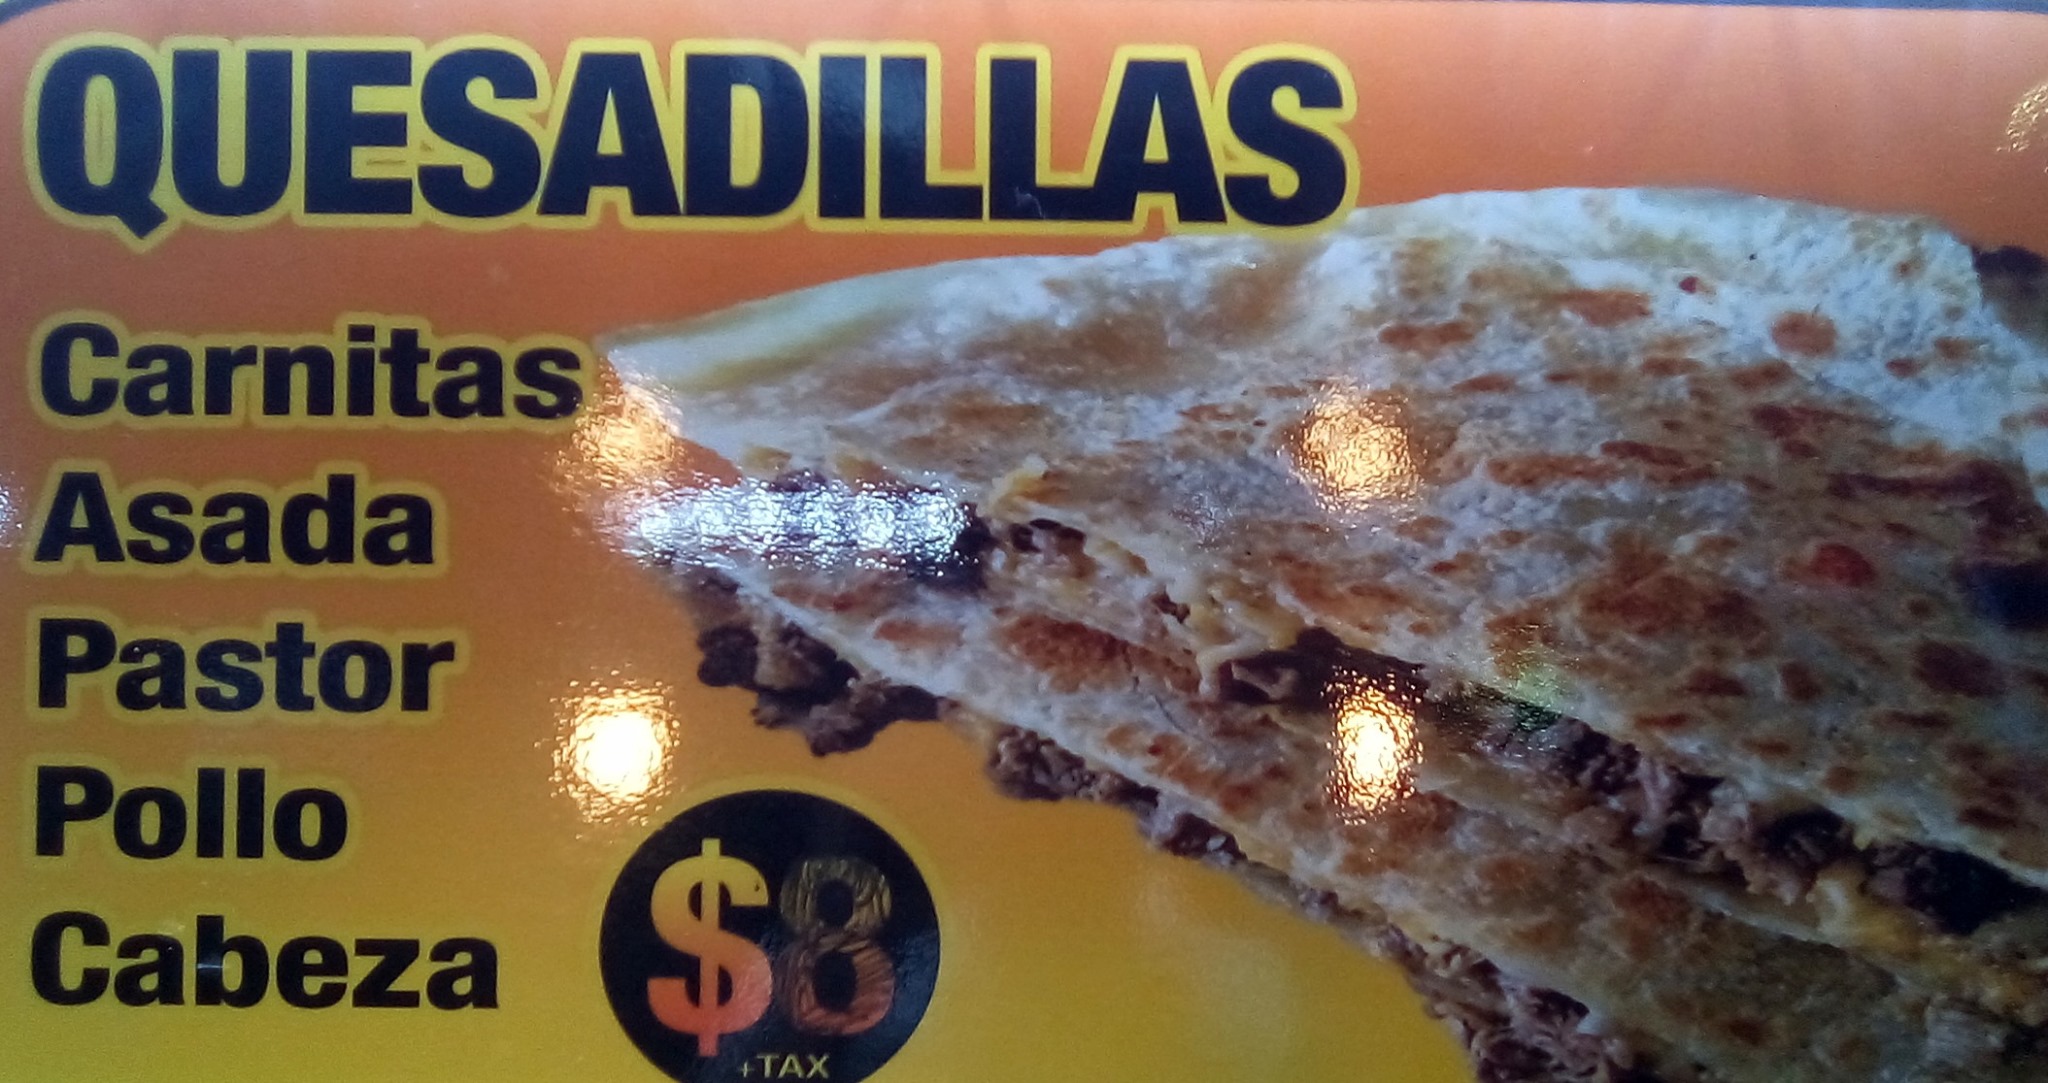 QUESADILLAS
Carnitas
Asada
Pastor
Pollo
Cabeza
$8
+TAX